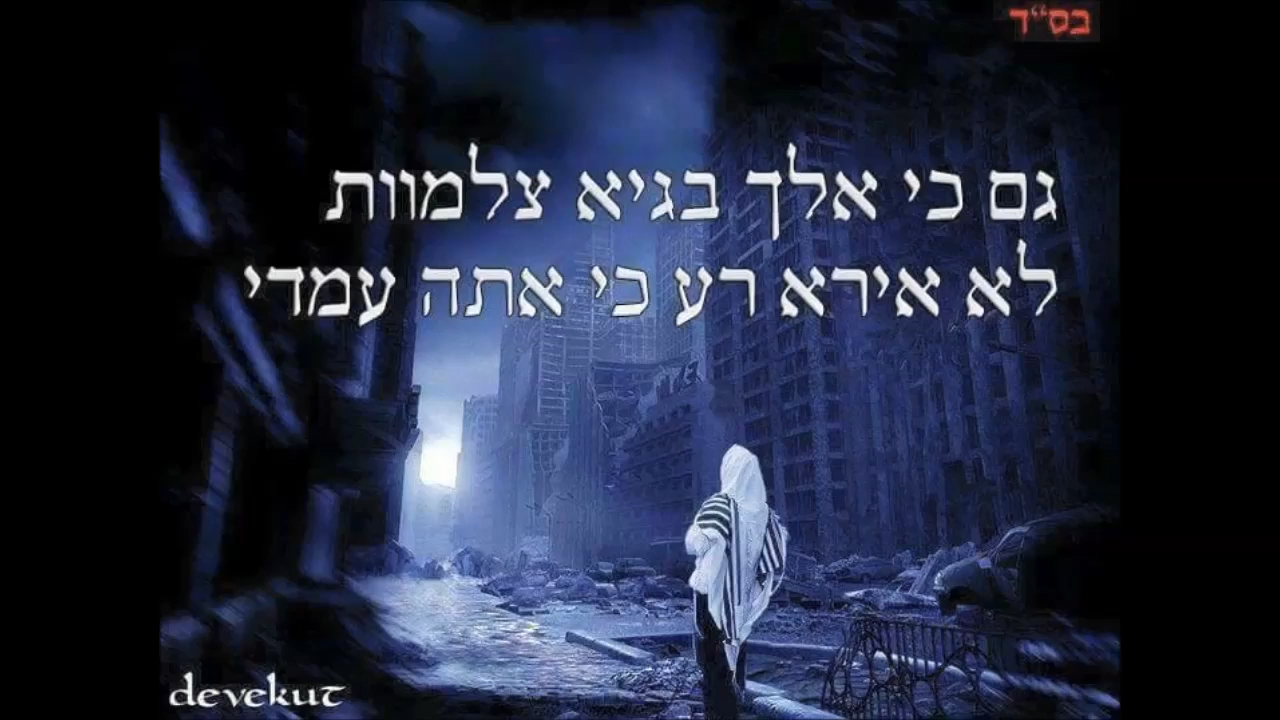 בס"ד
גם כי אלך בגיא צלמוות
לא אירא רע כי אתה עמדי
devekut